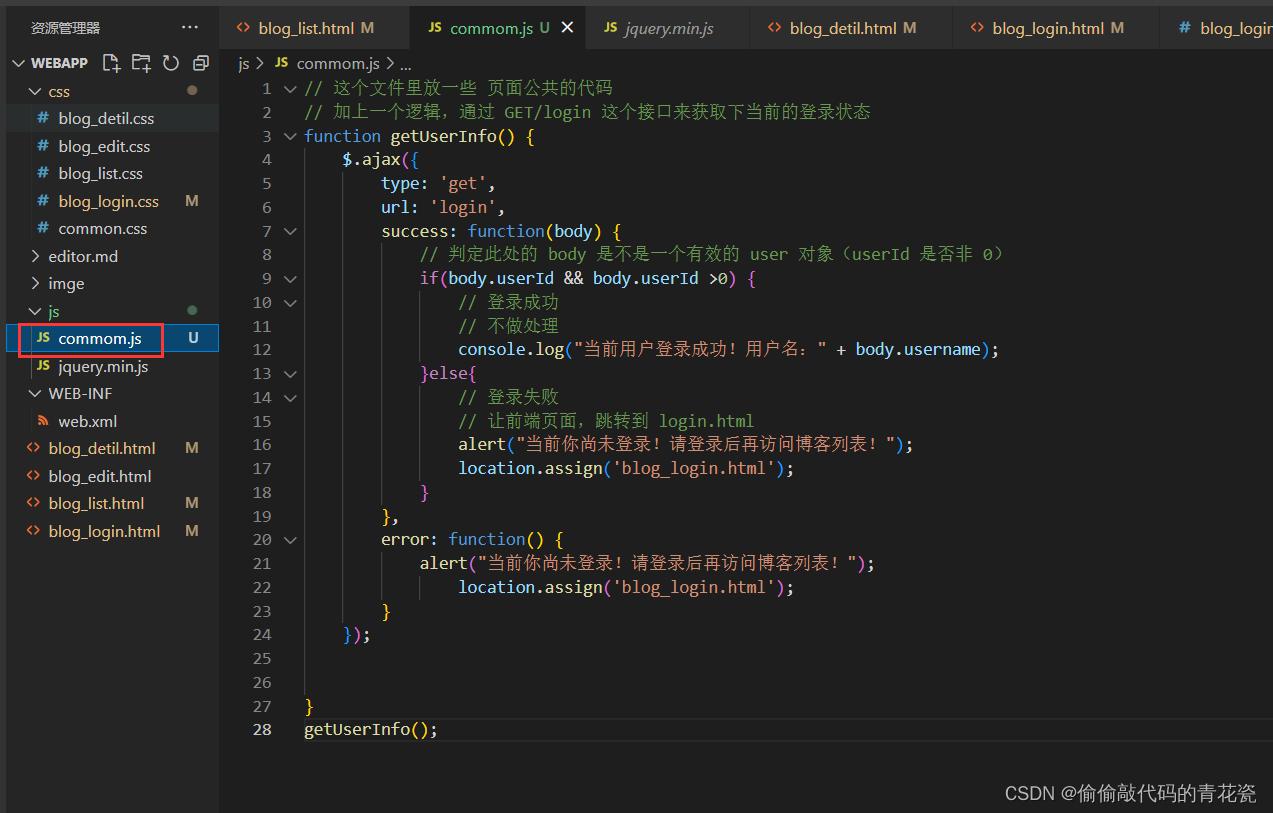 资源管理器 ···
WEBAPP
css
# blog_detil.css
# blog_edit.css
# blog_list.css
# blog_login.css M
# common.css
editor.md
imge
js
JS commom.js U
JS jquery.min.js
WEB-INF
web.xml
<> blog_detil.html M
<> blog_edit.html
<> blog_list.html M
<> blog_login.html M
<> blog_list.html M
JS commom.js U ×
JS jquery.min.js
<> blog_detil.html M
<> blog_login.html M
# blog_login
js > JS commom.js > ...
1 // 这个文件里放一些 页面公共的代码
2 // 加上一个逻辑，通过 GET/login 这个接口来获取下当前的登录状态
3 function getUserInfo() {
4 $.ajax({
5 type: 'get',
6 url: 'login',
7 success: function(body) {
8 // 判定此处的 body 是不是一个有效的 user 对象（userId 是否非 0）
9 if(body.userId && body.userId >0) {
10 // 登录成功
11 // 不做处理
12 console.log("当前用户登录成功！用户名：" + body.username);
13 }else{
14 // 登录失败
15 // 让前端页面，跳转到 login.html
16 alert("当前你尚未登录！请登录后再访问博客列表！");
17 location.assign('blog_login.html');
18 }
19 },
20 error: function() {
21 alert("当前你尚未登录！请登录后再访问博客列表！");
22 location.assign('blog_login.html');
23 }
24 });
25
26
27 }
28 getUserInfo();
CSDN @偷偷敲代码的青花瓷